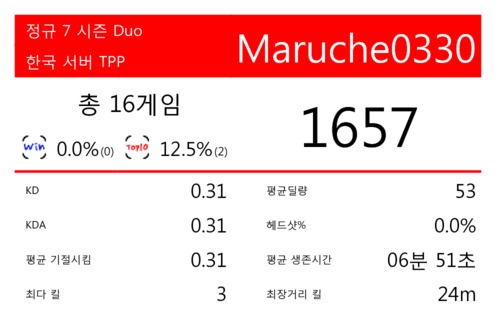 정규 7 시즌 Duo
한국 서버 TPP
Maruche0330
총 16게임
Win 0.0%(0) Top10 12.5%(2)
1657
KD 0.31
평균딜량 53
KDA 0.31
헤드샷% 0.0%
평균 기절시킴 0.31
평균 생존시간 06분 51초
최다 킬 3
최장거리 킬 24m